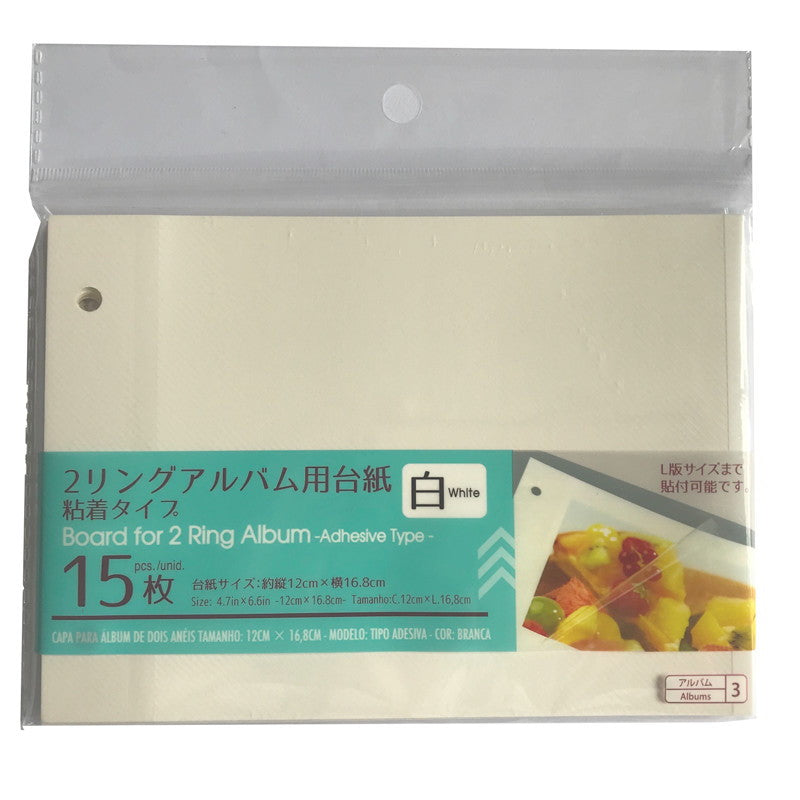 2リングアルバム用台紙
粘着タイプ
白 White
Board for 2 Ring Album -Adhesive Type -
15枚
pcs./unid.
台紙サイズ:約縦12cm×横16.8cm
Size: 4.7in×6.6in -12cm×16.8cm- Tamanho:C.12cm×L.16,8cm
CAPA PARA ÁLBUM DE DOIS ANÉIS TAMANHO: 12CM × 16,8CM - MODELO: TIPO ADESIVA - COR: BRANCA
L版サイズまで
貼付可能です。
アルバム
Albums
3